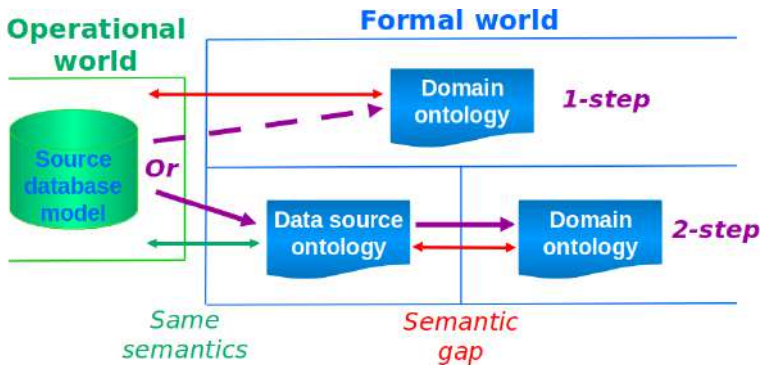 Operational
world
Formal world
Domain
ontology
1-step
Source
database
model
Or
Data source
ontology
Domain
ontology
2-step
Same
semantics
Semantic
gap